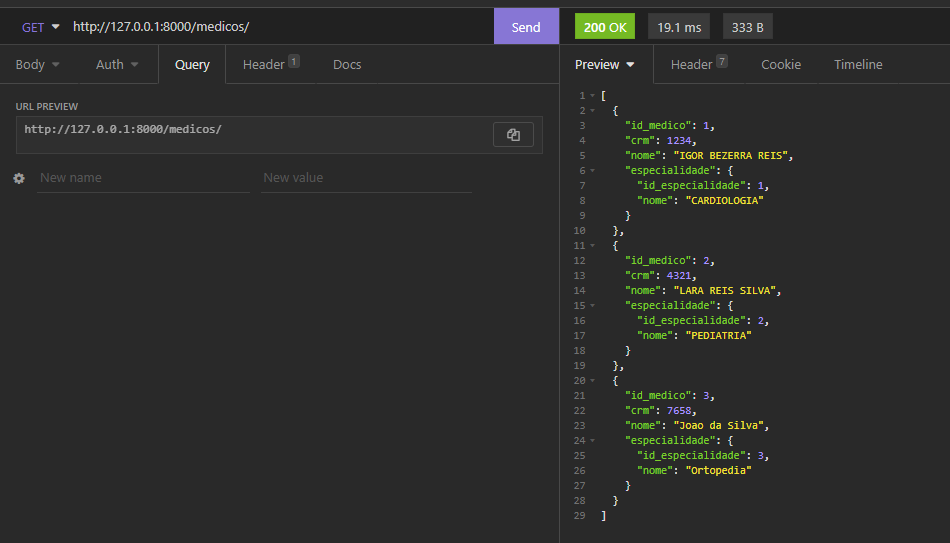 GET http://127.0.0.1:8000/medicos/ Send 200 OK 19.1 ms 333 B
Body Auth Query Header 1 Docs
URL PREVIEW
http://127.0.0.1:8000/medicos/
New name New value
Preview Header 7 Cookie Timeline
1 [
2 {
3 "id_medico": 1,
4 "crm": 1234,
5 "nome": "IGOR BEZERRA REIS",
6 "especialidade": {
7 "id_especialidade": 1,
8 "nome": "CARDIOLOGIA"
9 }
10 },
11 {
12 "id_medico": 2,
13 "crm": 4321,
14 "nome": "LARA REIS SILVA",
15 "especialidade": {
16 "id_especialidade": 2,
17 "nome": "PEDIATRIA"
18 }
19 },
20 {
21 "id_medico": 3,
22 "crm": 7658,
23 "nome": "Joao da Silva",
24 "especialidade": {
25 "id_especialidade": 3,
26 "nome": "Ortopedia"
27 }
28 }
29 ]